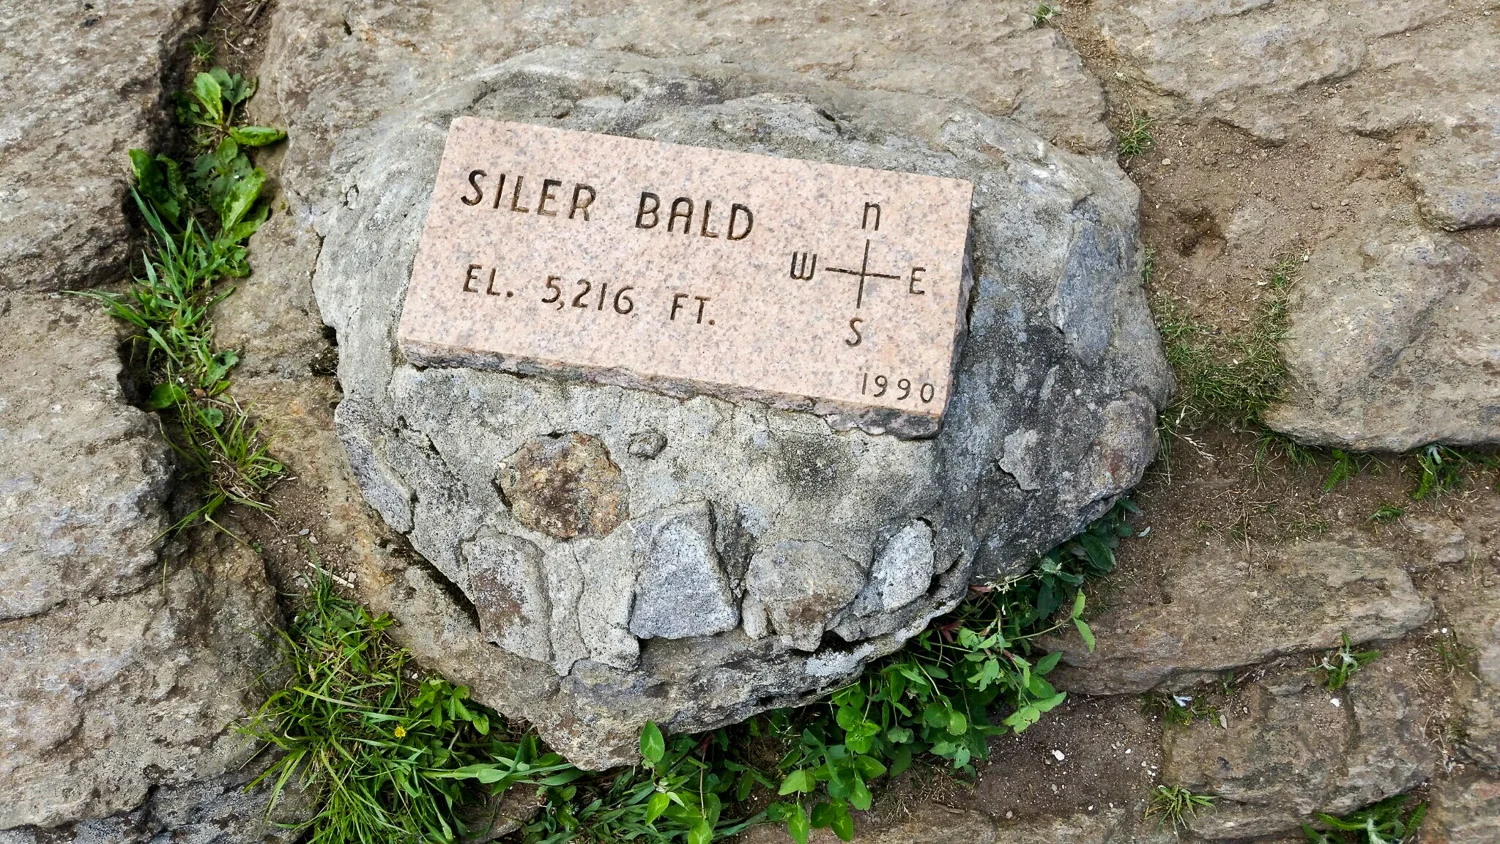 SILER BALD
EL. 5,216 FT.
n
W E
S
1990